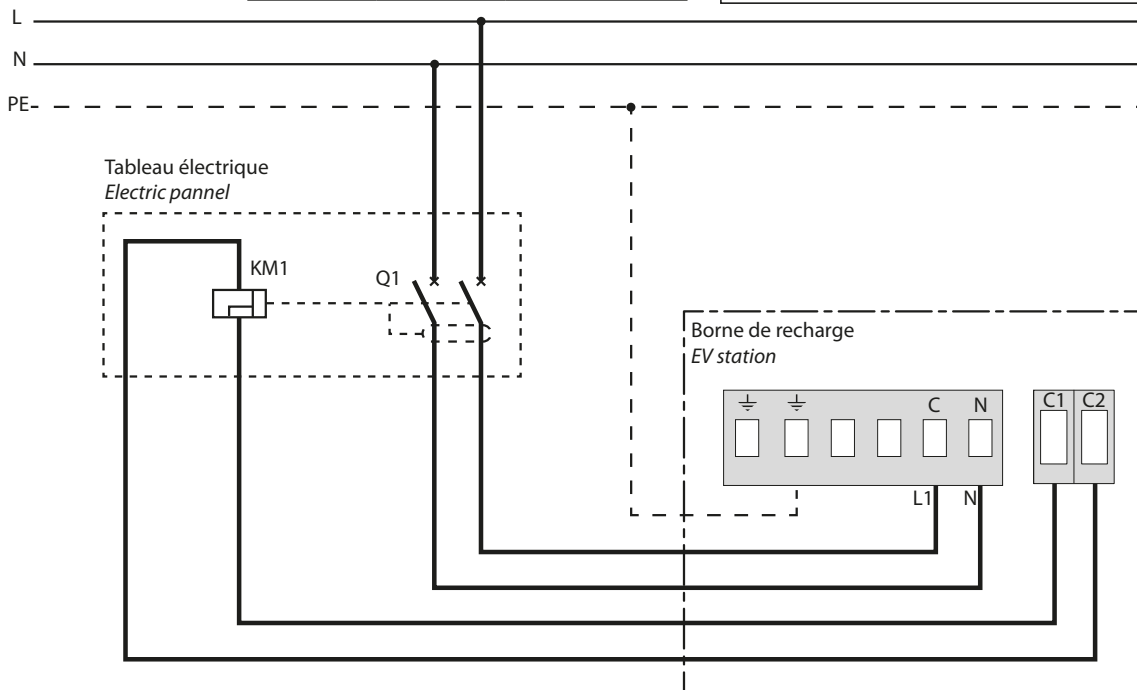 L
N
PE
Tableau électrique
Electric pannel
KM1
Q1
Borne de recharge
EV station
C N
C1 C2
L1 N